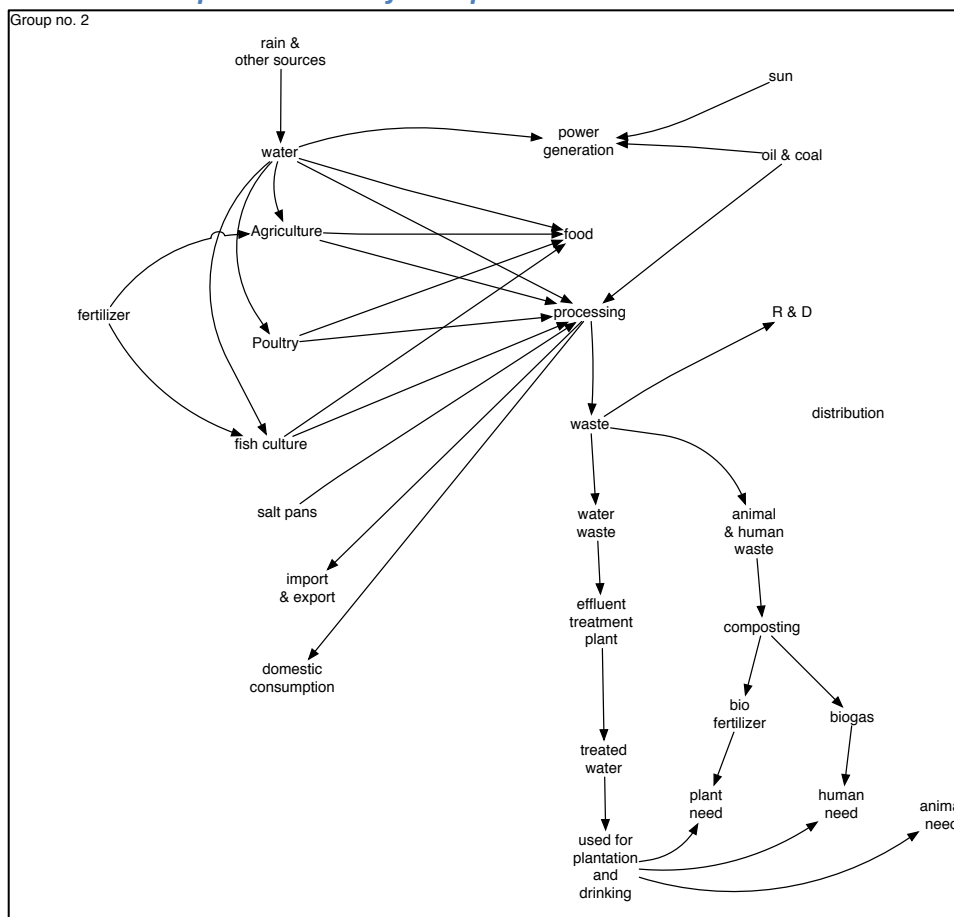 Group no. 2
rain &
other sources
sun
power
generation
water
oil & coal
Agriculture
food
fertilizer
processing
R & D
Poultry
distribution
waste
fish culture
salt pans
water
waste
animal
& human
waste
import
& export
effluent
treatment
plant
composting
domestic
consumption
bio
fertilizer
biogas
treated
water
plant
need
human
need
used for
plantation
and
drinking